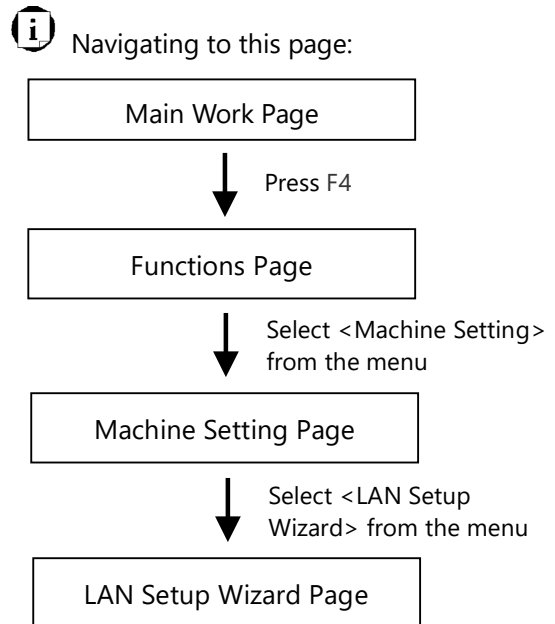 i
Navigating to this page:
Main Work Page
Press F4
Functions Page
Select <Machine Setting>
from the menu
Machine Setting Page
Select <LAN Setup
Wizard> from the menu
LAN Setup Wizard Page